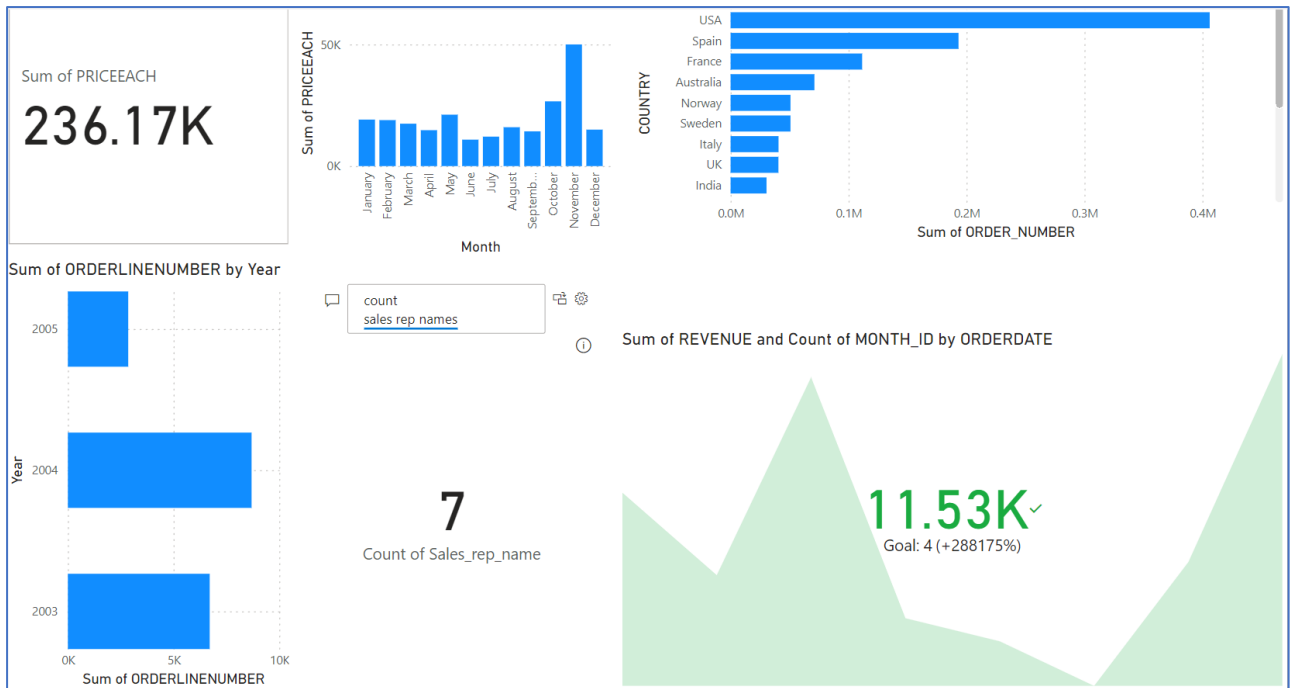 Sum of PRICEEACH
236.17K
Sum of PRICEEACH
50K
0K
January
February
March
April
May
June
July
August
Septemb...
October
November
December
Month
COUNTRY
USA
Spain
France
Australia
Norway
Sweden
Italy
UK
India
0.0M 0.1M 0.2M 0.3M 0.4M
Sum of ORDER_NUMBER
Sum of ORDERLINENUMBER by Year
Year
2005
2004
2003
0K 5K 10K
Sum of ORDERLINENUMBER
count
sales rep names
7
Count of Sales_rep_name
Sum of REVENUE and Count of MONTH_ID by ORDERDATE
11.53K
Goal: 4 (+288175%)